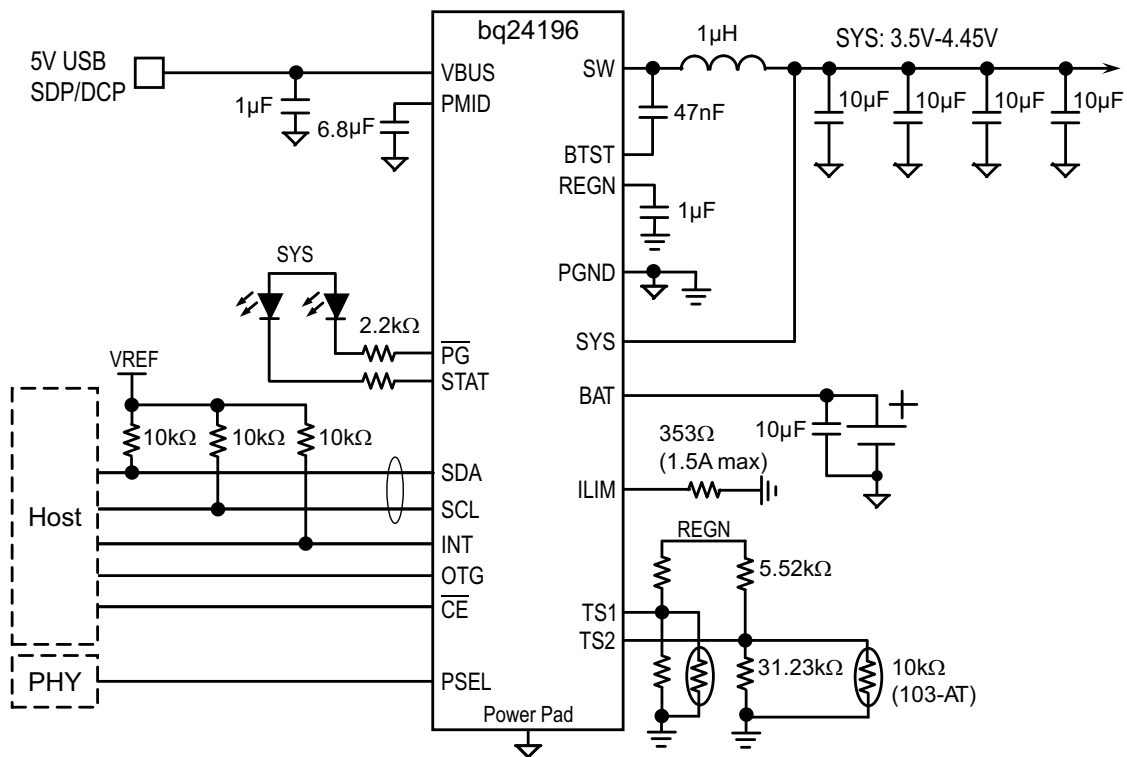 bq24196
5V USB
SDP/DCP
VBUS
PMID
1µF
6.8µF
SW
1µH
SYS: 3.5V-4.45V
10µF
10µF
10µF
10µF
47nF
BTST
REGN
1µF
PGND
SYS
SYS
2.2kΩ
PG
STAT
VREF
10kΩ
10kΩ
10kΩ
BAT
10µF
353Ω
(1.5A max)
ILIM
Host
SDA
SCL
INT
OTG
CE
REGN
5.52kΩ
TS1
TS2
31.23kΩ
10kΩ
(103-AT)
PHY
PSEL
Power Pad